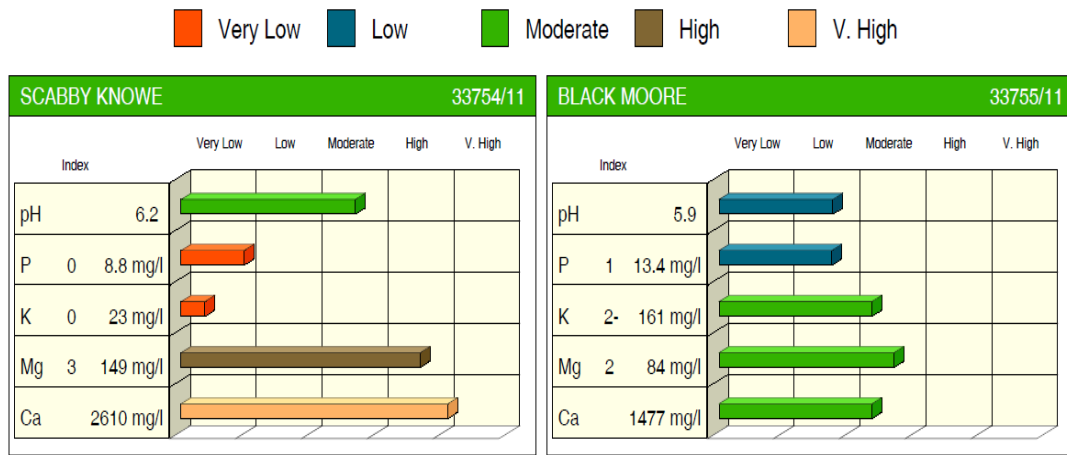 Very Low Low Moderate High V. High
SCABBY KNOWE 33754/11
Very Low Low Moderate High V. High
Index
pH 6.2
P 0 8.8 mg/l
K 0 23 mg/l
Mg 3 149 mg/l
Ca 2610 mg/l
BLACK MOORE 33755/11
Very Low Low Moderate High V. High
Index
pH 5.9
P 1 13.4 mg/l
K 2- 161 mg/l
Mg 2 84 mg/l
Ca 1477 mg/l